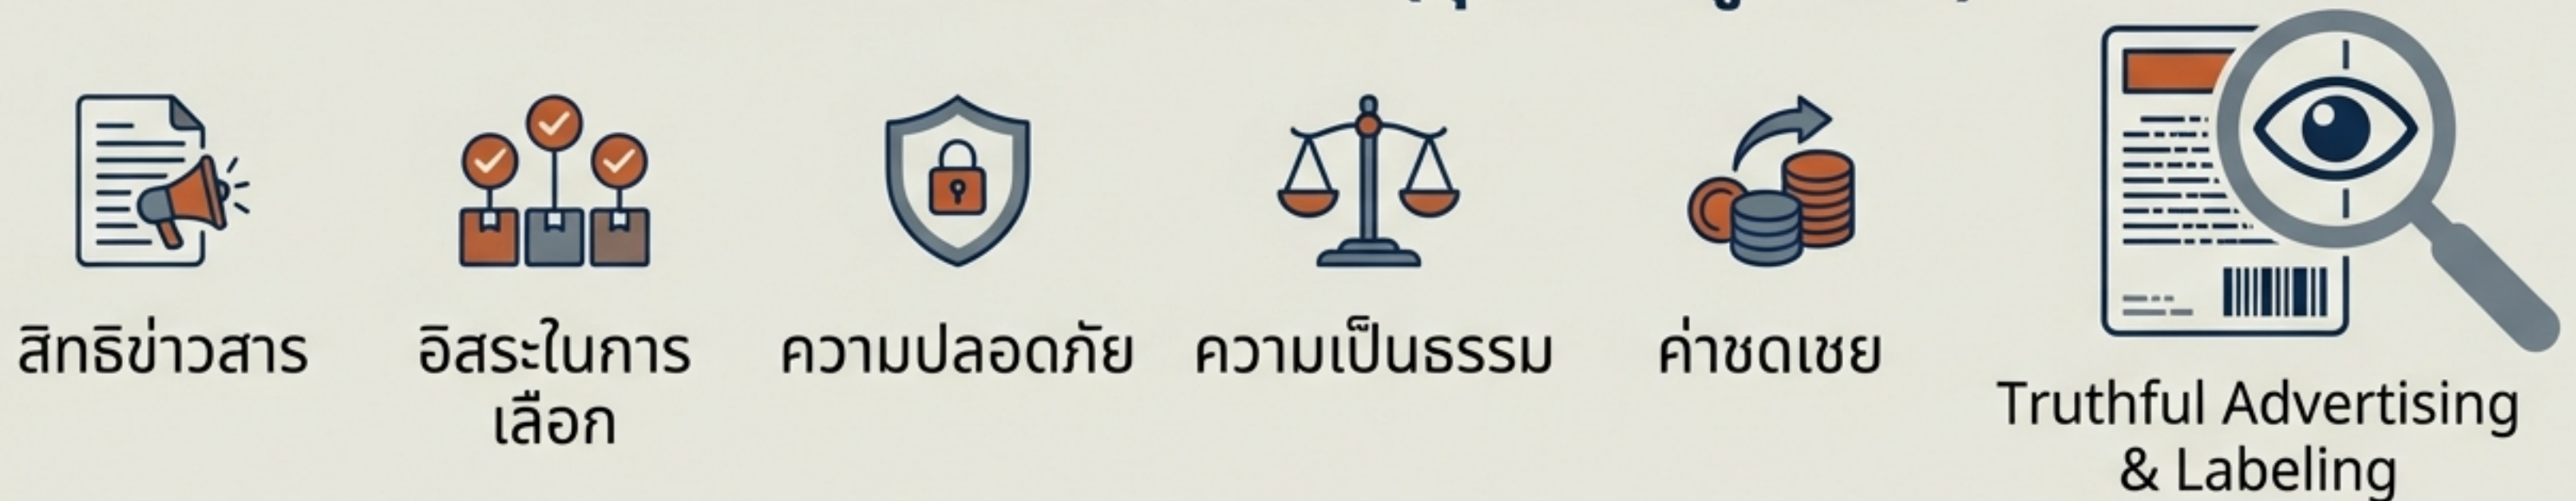 สิทธิข่าวสาร
อิสระในการ
เลือก
ความปลอดภัย
ความเป็นธรรม
ค่าชดเชย
Truthful Advertising
& Labeling